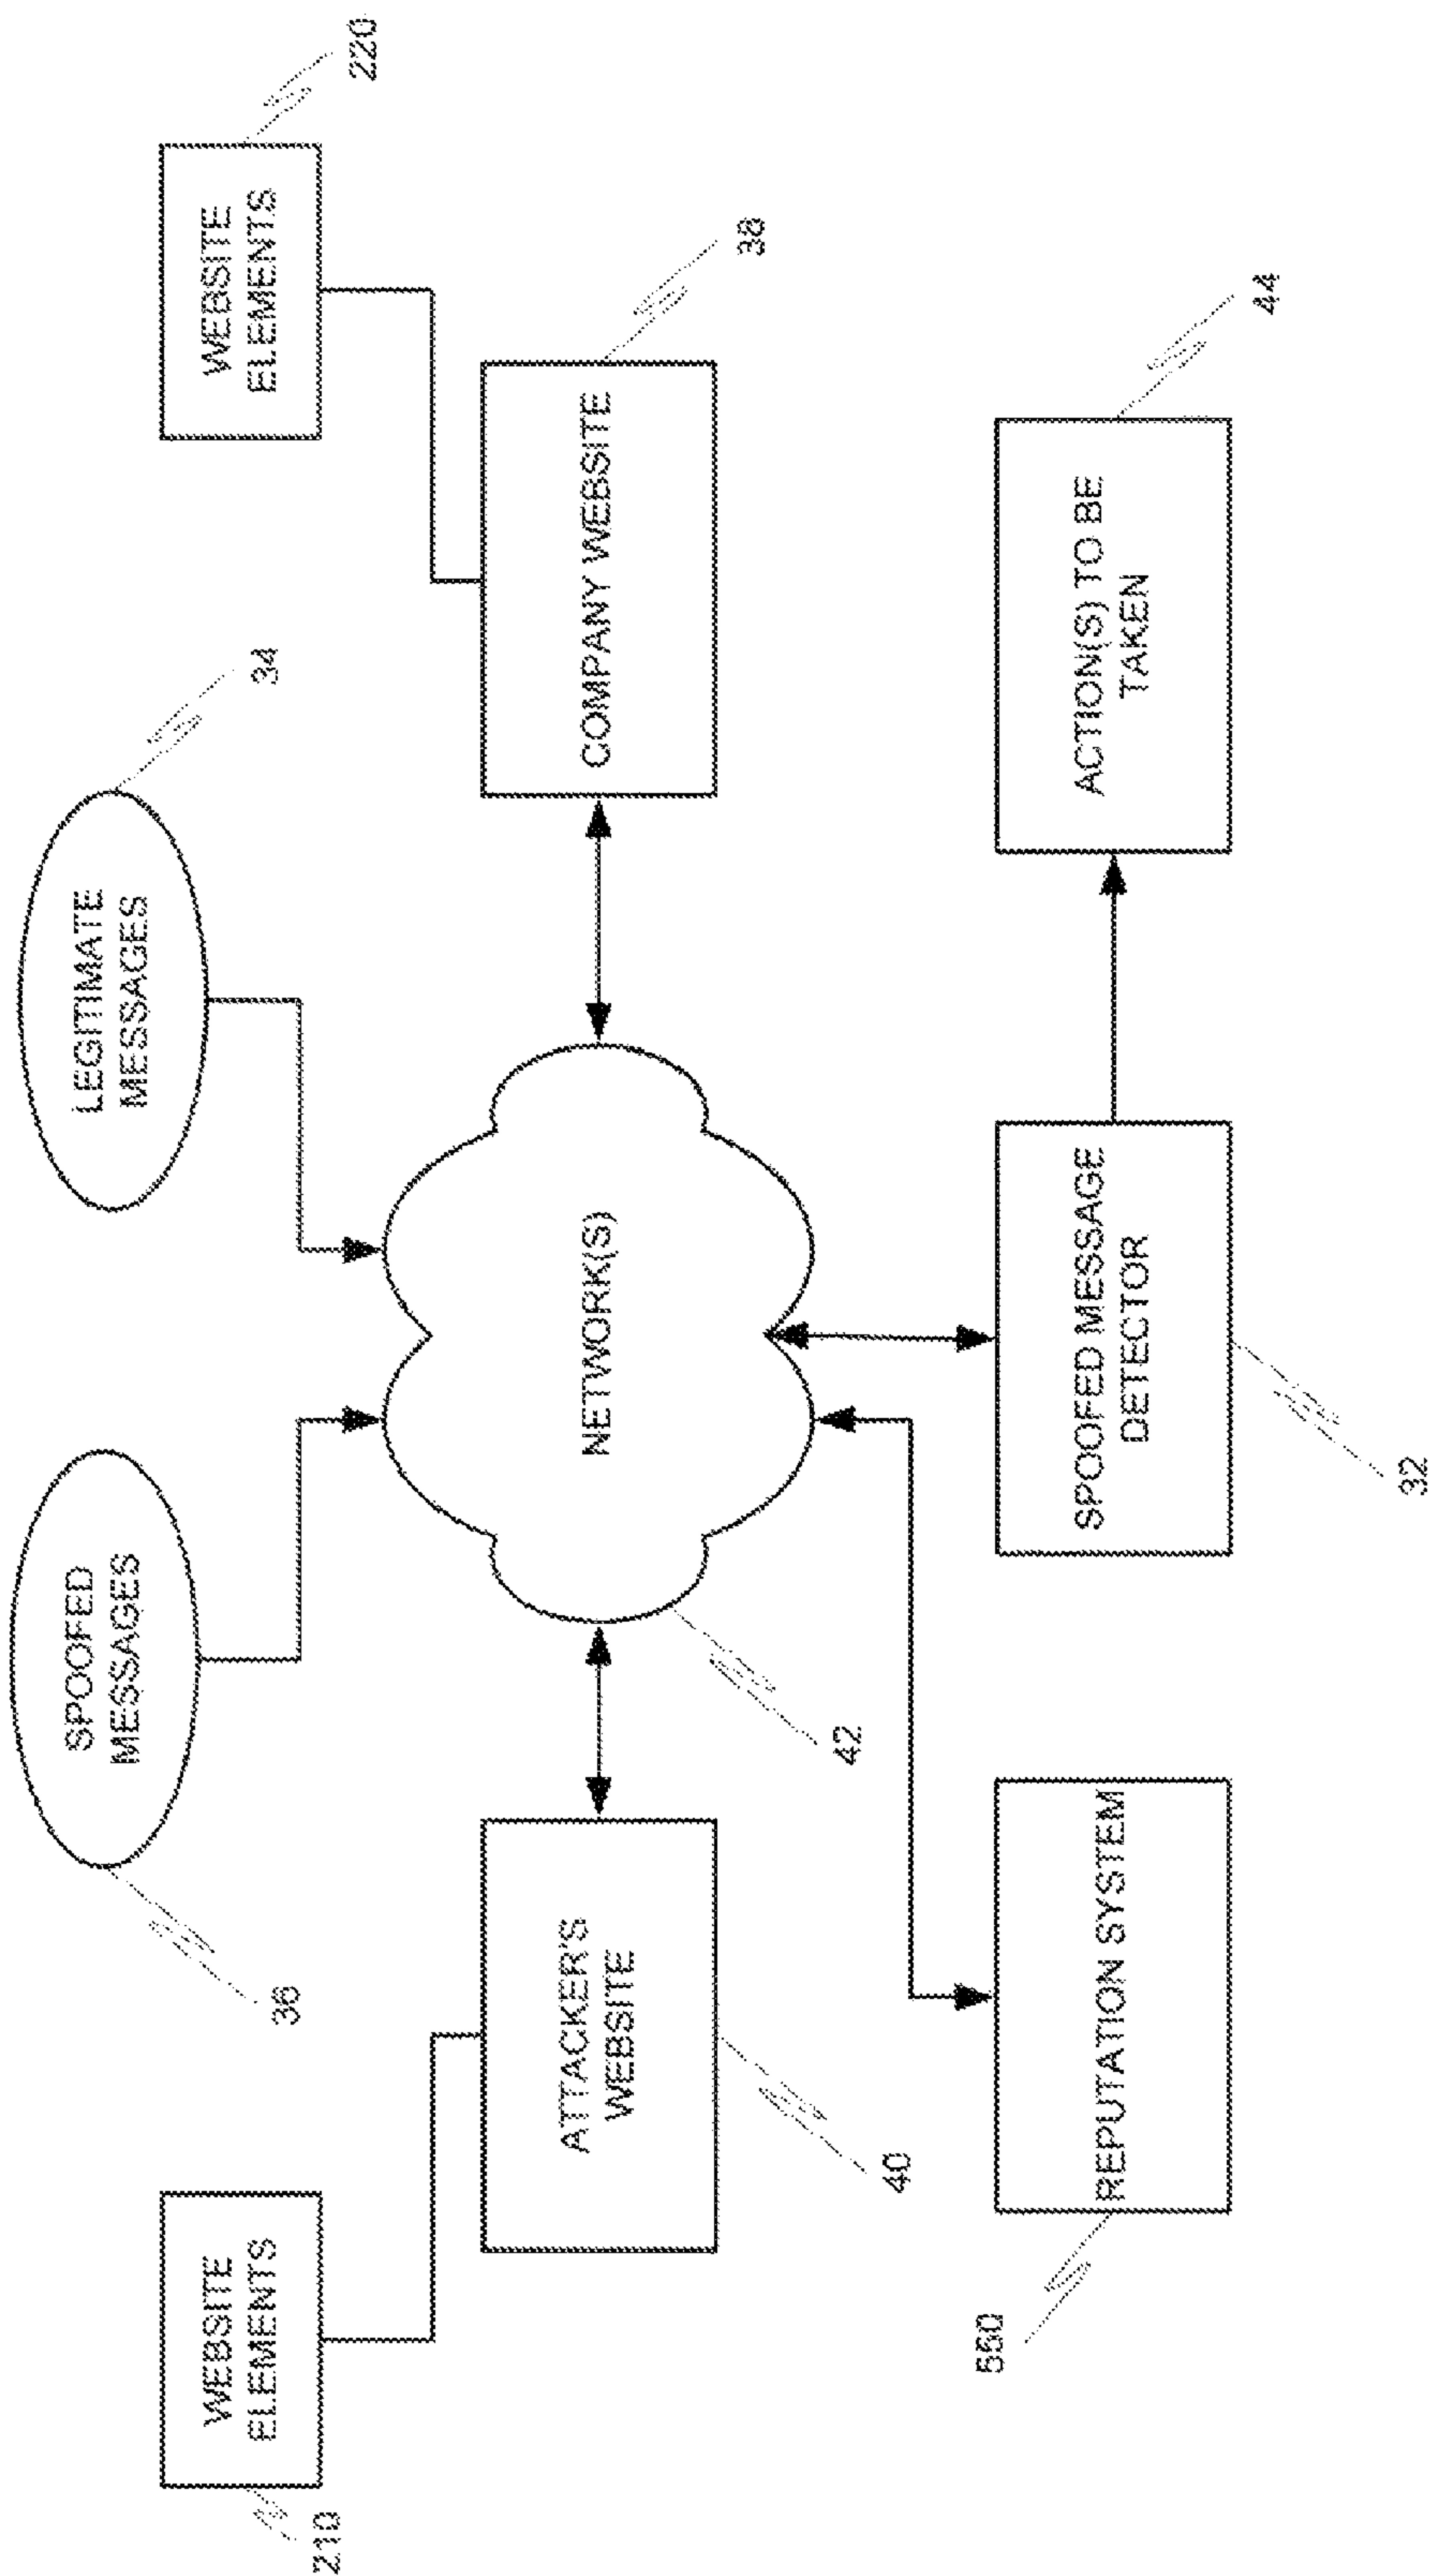 SPOOFED
MESSAGES
36
LEGITIMATE
MESSAGES
34
WEBSITE
ELEMENTS
210
WEBSITE
ELEMENTS
220
ATTACKER'S
WEBSITE
40
NETWORK(S)
42
COMPANY WEBSITE
38
REPUTATION SYSTEM
550
SPOOFED MESSAGE
DETECTOR
32
ACTION(S) TO BE
TAKEN
44